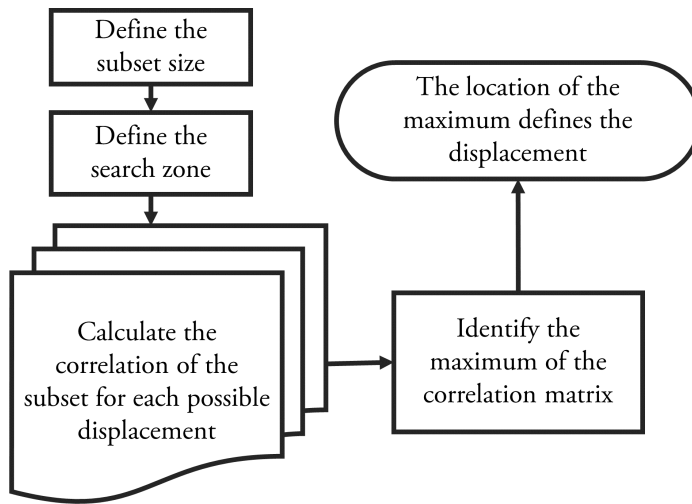 Define the
subset size
Define the
search zone
Calculate the
correlation of the
subset for each possible
displacement
Identify the
maximum of the
correlation matrix
The location of the
maximum defines the
displacement